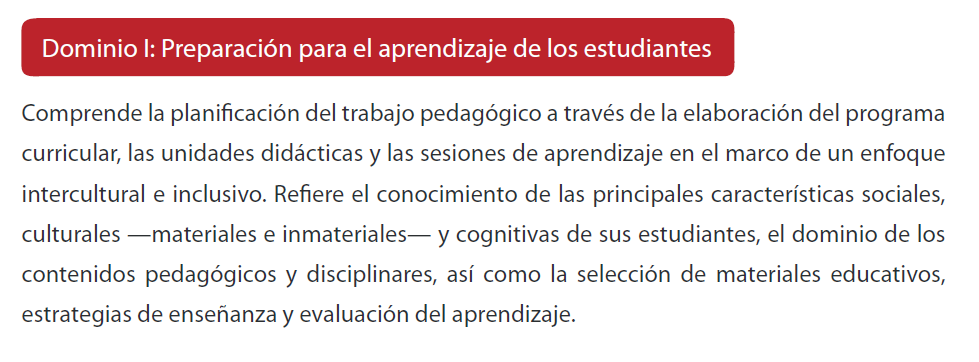 Dominio I: Preparación para el aprendizaje de los estudiantes
Comprende la planificación del trabajo pedagógico a través de la elaboración del programa
curricular, las unidades didácticas y las sesiones de aprendizaje en el marco de un enfoque
intercultural e inclusivo. Refiere el conocimiento de las principales características sociales,
culturales —materiales e inmateriales— y cognitivas de sus estudiantes, el dominio de los
contenidos pedagógicos y disciplinares, así como la selección de materiales educativos,
estrategias de enseñanza y evaluación del aprendizaje.